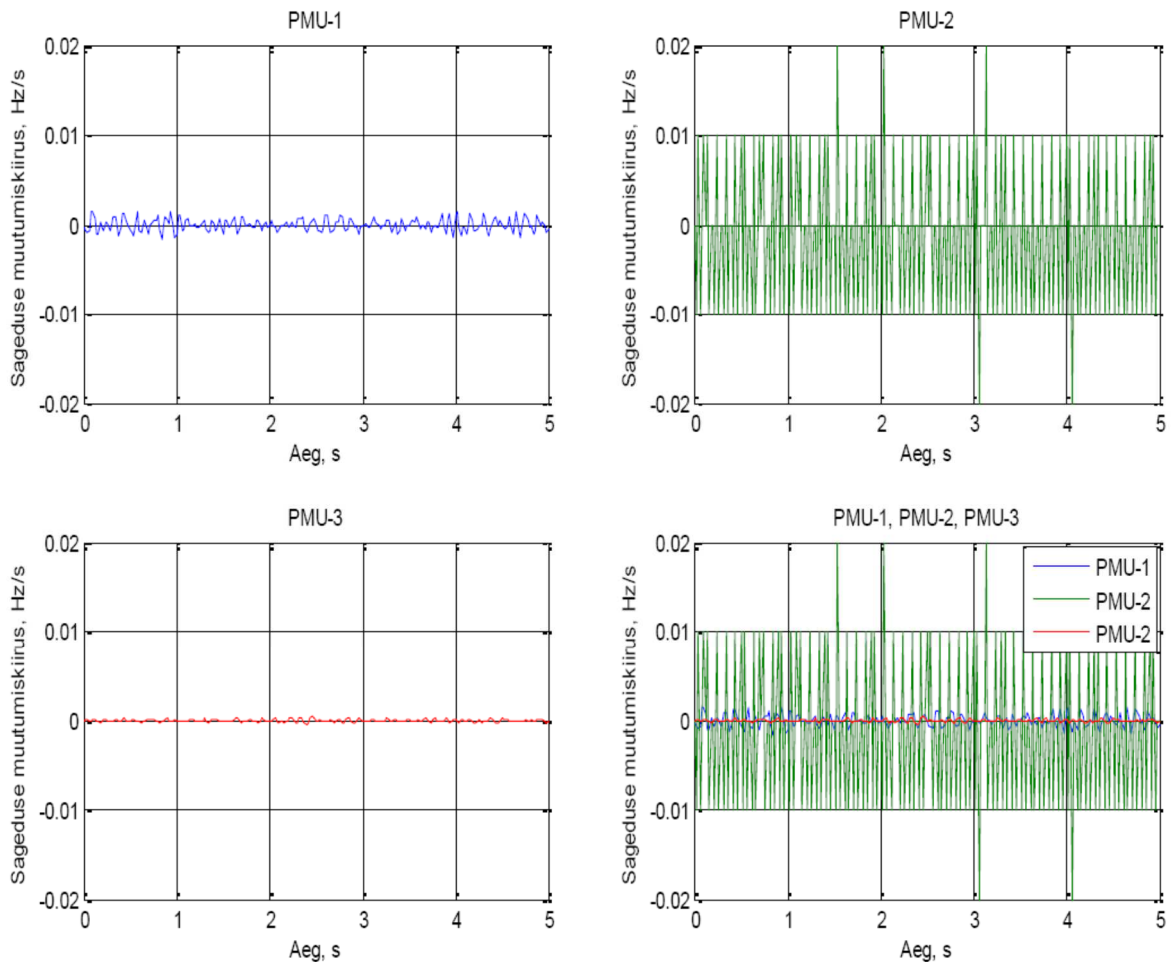 PMU-1
Sageduse muutumiskiirus, Hz/s
0.02
0.01
0
-0.01
-0.02
0 1 2 3 4 5
Aeg, s
PMU-2
Sageduse muutumiskiirus, Hz/s
0.02
0.01
0
-0.01
-0.02
0 1 2 3 4 5
Aeg, s
PMU-3
Sageduse muutumiskiirus, Hz/s
0.02
0.01
0
-0.01
-0.02
0 1 2 3 4 5
Aeg, s
PMU-1, PMU-2, PMU-3
Sageduse muutumiskiirus, Hz/s
0.02
0.01
0
-0.01
-0.02
0 1 2 3 4 5
Aeg, s
PMU-1
PMU-2
PMU-2